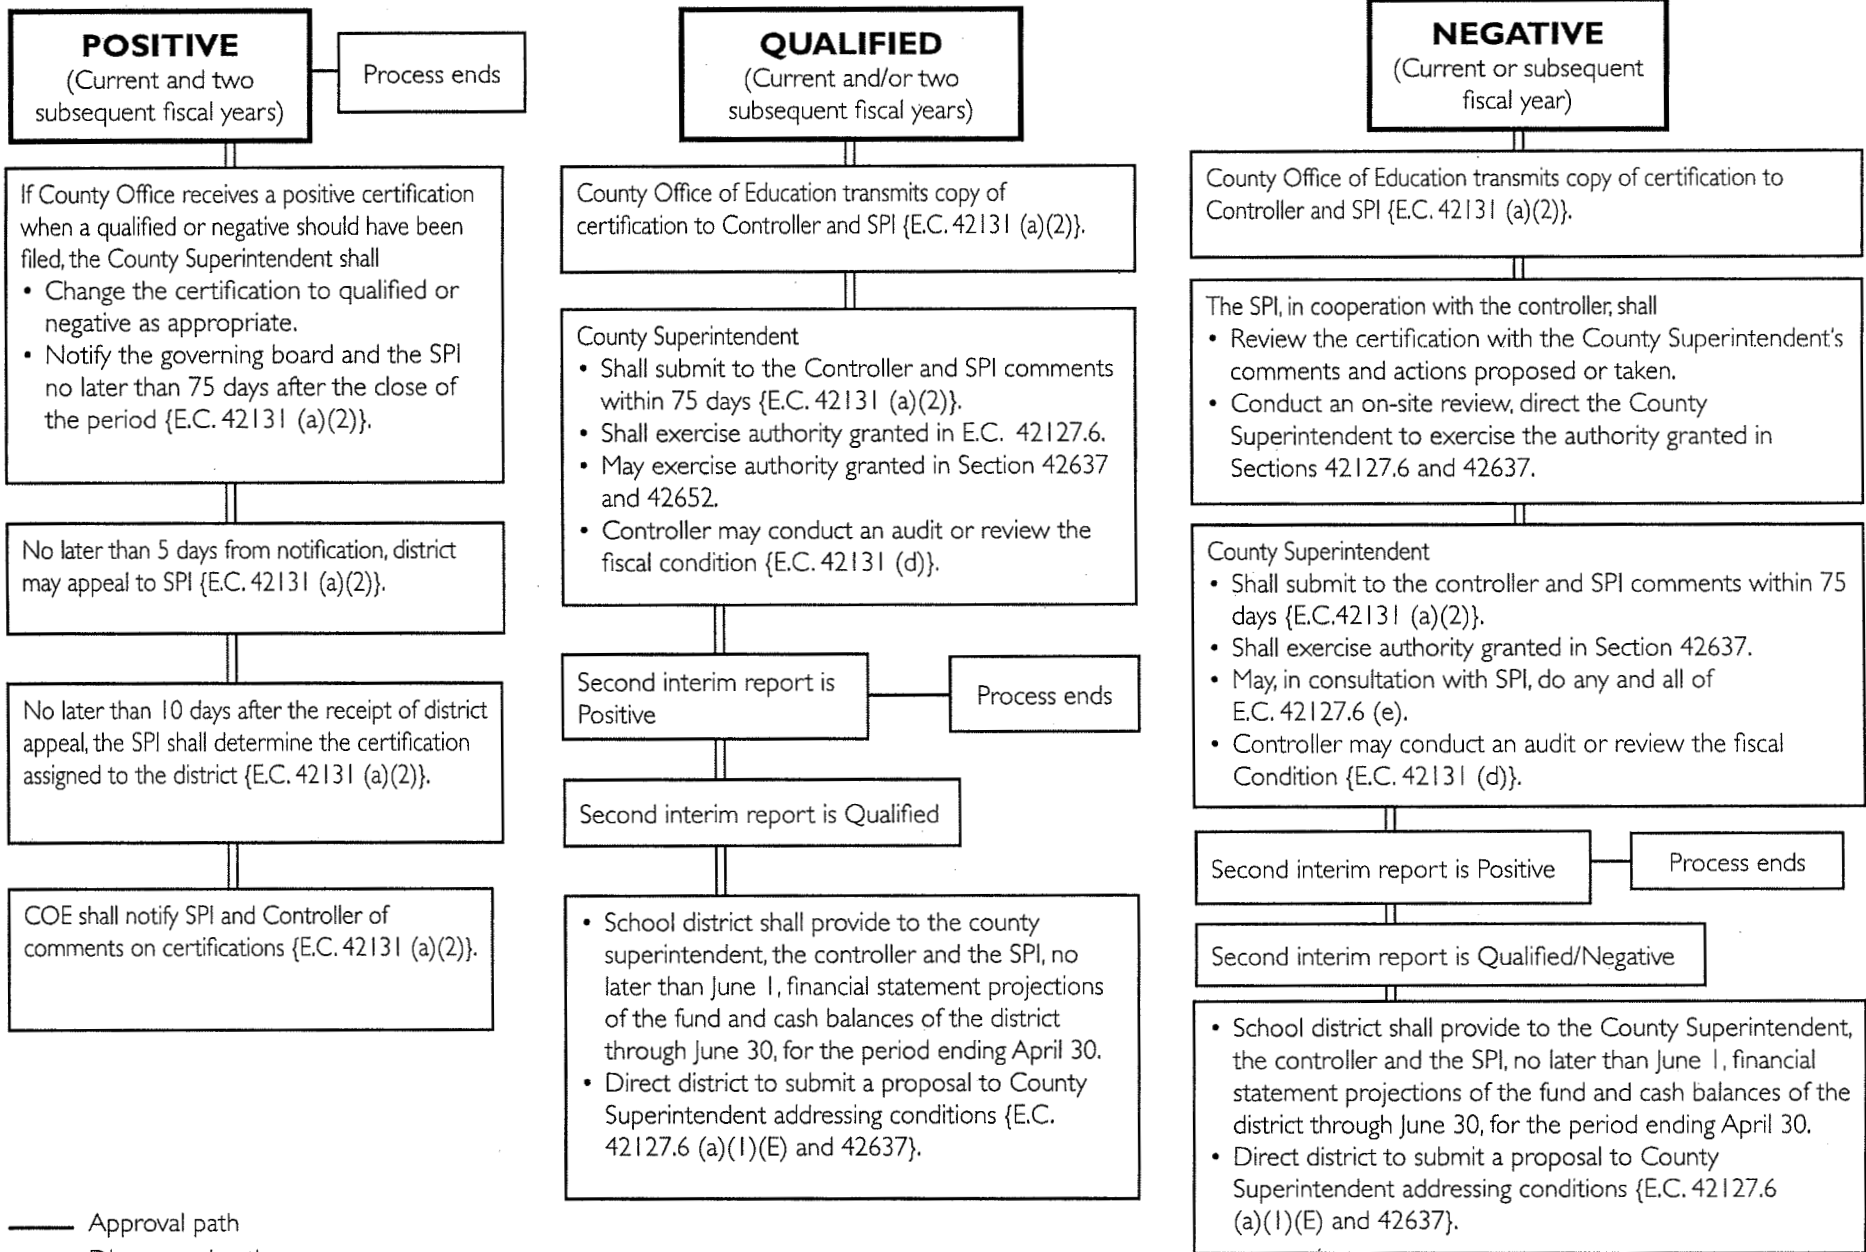 POSITIVE
(Current and two
subsequent fiscal years)
Process ends
If County Office receives a positive certification
when a qualified or negative should have been
filed, the County Superintendent shall
• Change the certification to qualified or
negative as appropriate.
• Notify the governing board and the SPI
no later than 75 days after the close of
the period {E.C. 42131 (a)(2)}.
No later than 5 days from notification, district
may appeal to SPI {E.C. 42131 (a)(2)}.
No later than 10 days after the receipt of district
appeal, the SPI shall determine the certification
assigned to the district {E.C. 42131 (a)(2)}.
COE shall notify SPI and Controller of
comments on certifications {E.C. 42131 (a)(2)}.
QUALIFIED
(Current and/or two
subsequent fiscal years)
County Office of Education transmits copy of
certification to Controller and SPI {E.C. 42131 (a)(2)}.
County Superintendent
• Shall submit to the Controller and SPI comments
within 75 days {E.C. 42131 (a)(2)}.
• Shall exercise authority granted in E.C. 42127.6.
• May exercise authority granted in Section 42637
and 42652.
• Controller may conduct an audit or review the
fiscal condition {E.C. 42131 (d)}.
Second interim report is
Positive
Process ends
Second interim report is Qualified
• School district shall provide to the county
superintendent, the controller and the SPI, no
later than June 1, financial statement projections
of the fund and cash balances of the district
through June 30, for the period ending April 30.
• Direct district to submit a proposal to County
Superintendent addressing conditions {E.C.
42127.6 (a)(1)(E) and 42637}.
NEGATIVE
(Current or subsequent
fiscal year)
County Office of Education transmits copy of certification to
Controller and SPI {E.C. 42131 (a)(2)}.
The SPI, in cooperation with the controller, shall
• Review the certification with the County Superintendent's
comments and actions proposed or taken.
• Conduct an on-site review, direct the County
Superintendent to exercise the authority granted in
Sections 42127.6 and 42637.
County Superintendent
• Shall submit to the controller and SPI comments within 75
days {E.C.42131 (a)(2)}.
• Shall exercise authority granted in Section 42637.
• May, in consultation with SPI, do any and all of
E.C. 42127.6 (e).
• Controller may conduct an audit or review the fiscal
Condition {E.C. 42131 (d)}.
Second interim report is Positive
Process ends
Second interim report is Qualified/Negative
• School district shall provide to the County Superintendent,
the controller and the SPI, no later than June 1, financial
statement projections of the fund and cash balances of the
district through June 30, for the period ending April 30.
• Direct district to submit a proposal to County
Superintendent addressing conditions {E.C. 42127.6
(a)(1)(E) and 42637}.
Approval path